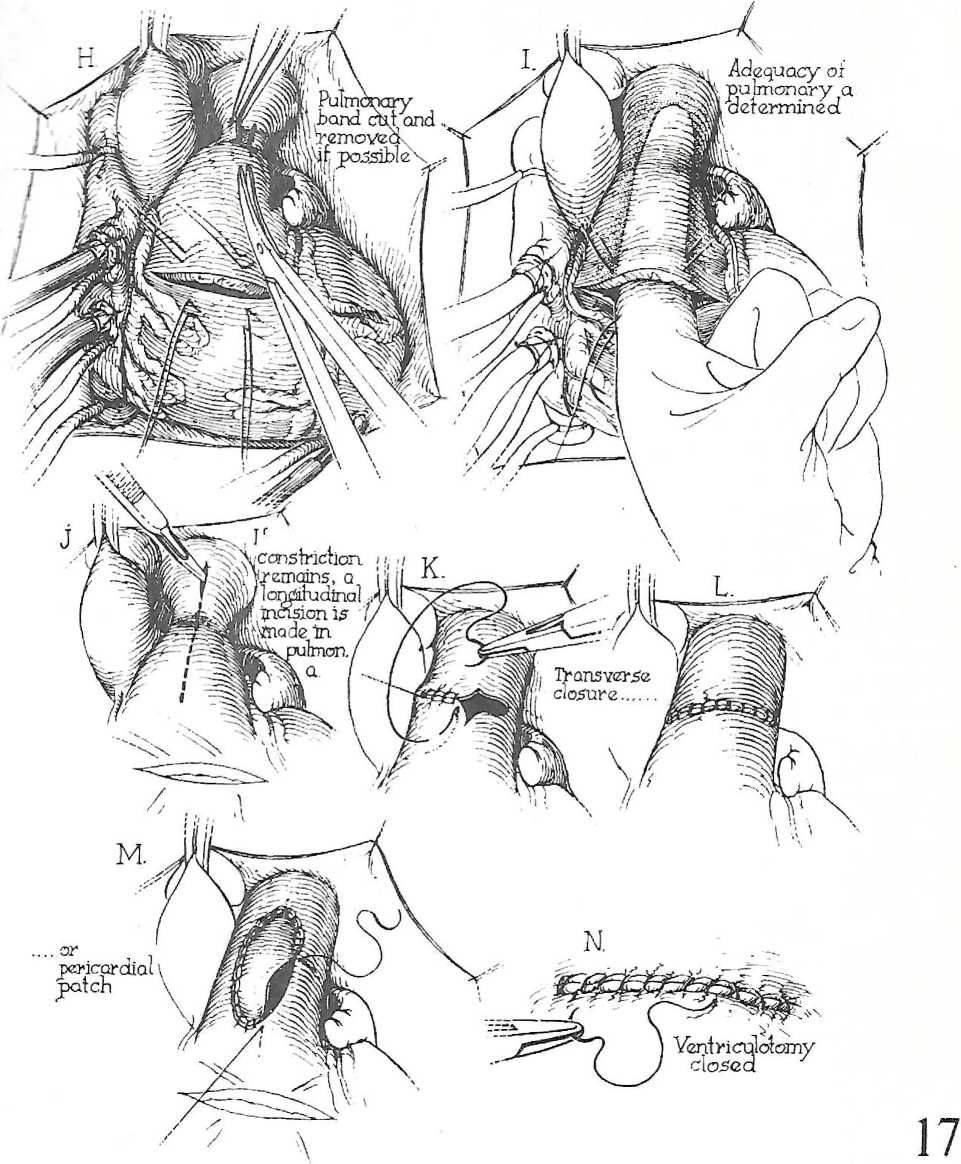 H.
Pulmonary
band cut and
removed
if possible
I.
Adequacy of
pulmonary a
determined
J
If
constriction
remains, a
longitudinal
incision is
made in
pulmon.
a.
K.
Transverse
closure......
L.
M.
.... or
pericardial
patch
N.
Ventriculotomy
closed
17